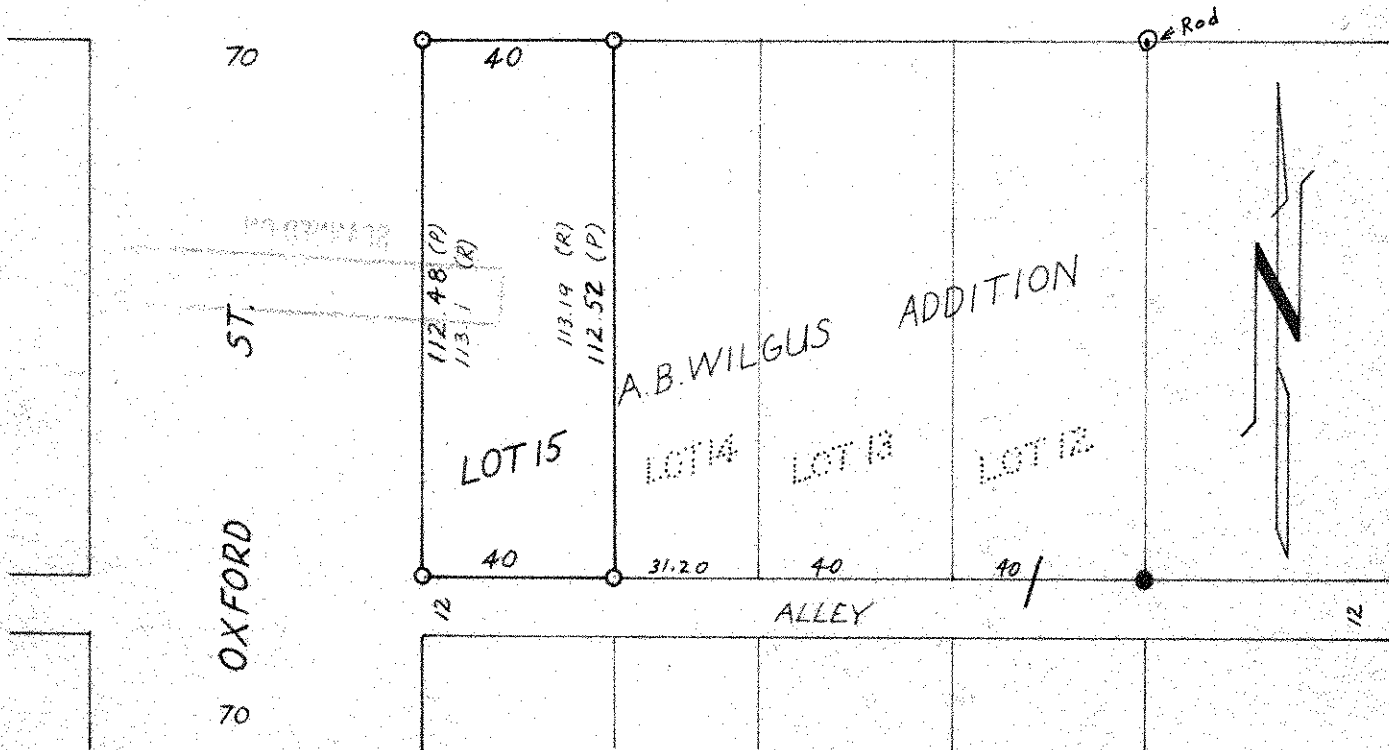 Rod
70
40
112.48 (P)
113.1 (R)
113.19 (R)
112.52 (P)
OXFORD ST.
A.B. WILGUS ADDITION
LOT 15
LOT 14
LOT 13
LOT 12
40
31.20
40
40
12
ALLEY
12
70
N